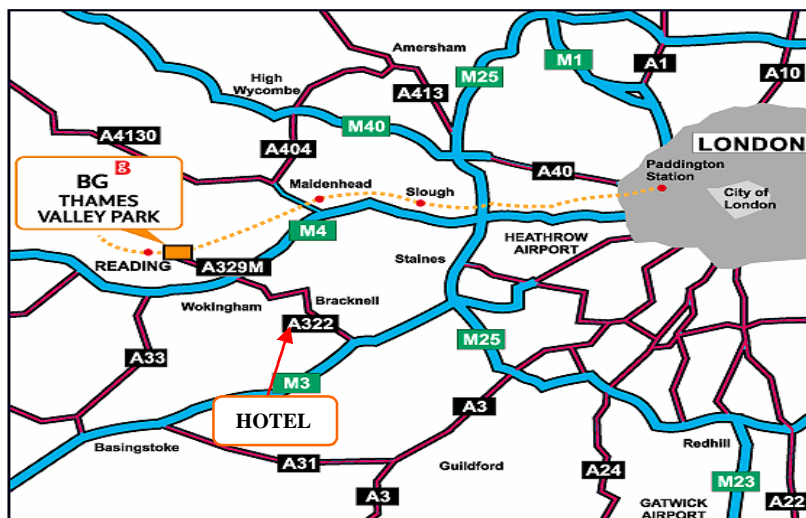 Amersham
M25
M1
A1
A10
High
Wycombe
A413
A4130
M40
A404
A40
LONDON
BG
g
THAMES
VALLEY PARK
Maidenhead
Slough
Paddington
Station
City of
London
M4
HEATHROW
AIRPORT
READING
A329M
Staines
Wokingham
Bracknell
A322
M25
A33
M3
HOTEL
A3
Basingstoke
A31
Guildford
A3
A24
Redhill
M23
GATWICK
AIRPORT
A22